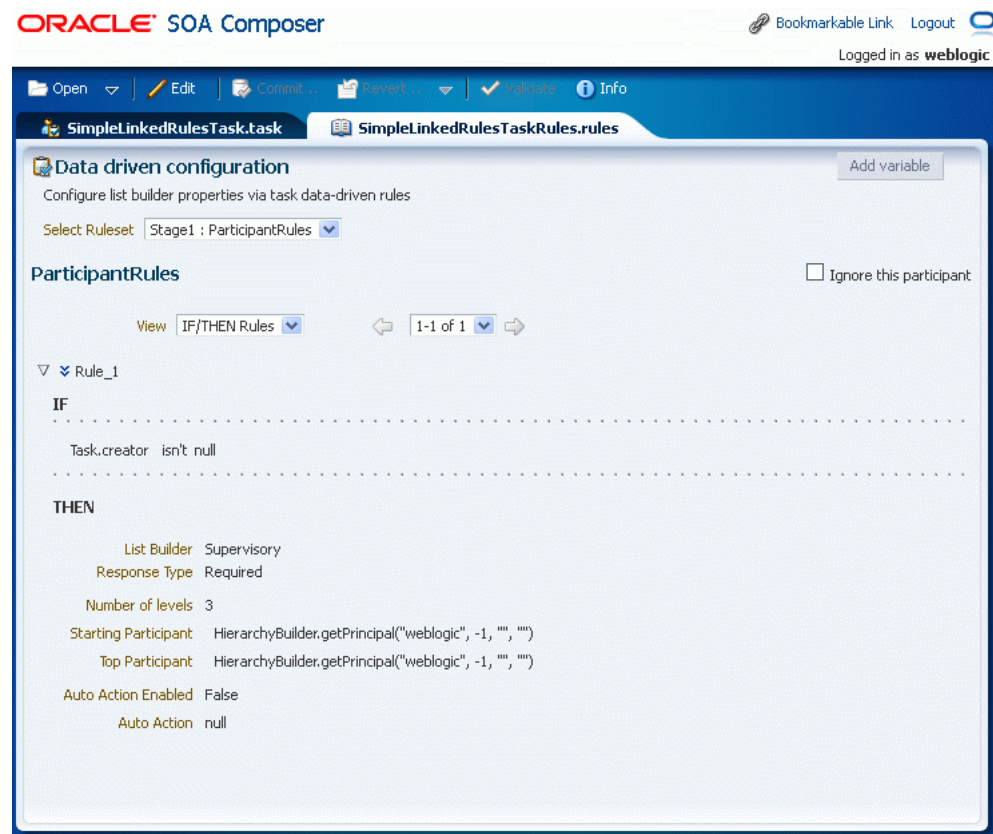 ORACLE® SOA Composer
Bookmarkable Link Logout
Logged in as weblogic
Open Edit Commit .. Revert .. Validate Info
SimpleLinkedRulesTask.task SimpleLinkedRulesTaskRules.rules
Data driven configuration Add variable
Configure list builder properties via task data-driven rules
Select Ruleset Stage1 : ParticipantRules
ParticipantRules Ignore this participant
View IF/THEN Rules 1-1 of 1
Rule_1
IF
Task.creator isn't null
THEN
List Builder Supervisory
Response Type Required
Number of levels 3
Starting Participant HierarchyBuilder.getPrincipal("weblogic", -1, "", "")
Top Participant HierarchyBuilder.getPrincipal("weblogic", -1, "", "")
Auto Action Enabled False
Auto Action null